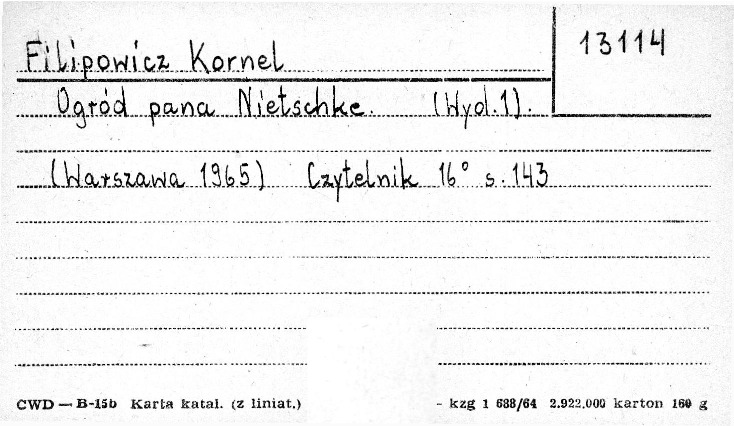 Filipowicz Kornel
13114
Ogród pana Nietschke. (Wyd.1).
(Warszawa 1965) Czytelnik 16° s.143
CWD — B-15b Karta katal. (z liniat.)
- kzg 1 688/64 2.922.000 karton 160 g